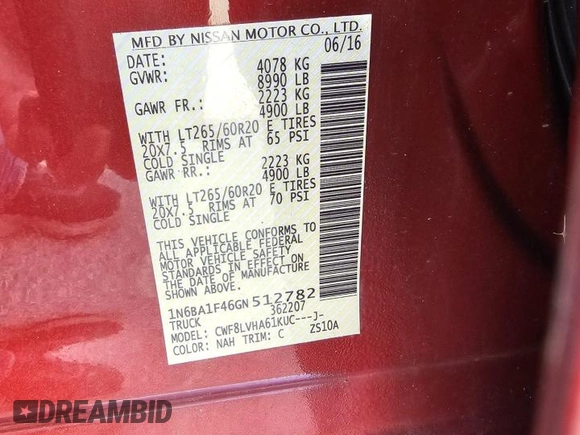 MFD BY NISSAN MOTOR CO., LTD.
DATE: 06/16
GVWR: 4078 KG
8990 LB
GAWR FR.: 2223 KG
4900 LB
WITH LT265/60R20 E TIRES
20X7.5 RIMS AT 65 PSI
COLD SINGLE
GAWR RR.: 2223 KG
4900 LB
WITH LT265/60R20 E TIRES
20X7.5 RIMS AT 70 PSI
COLD SINGLE
THIS VEHICLE CONFORMS TO
ALL APPLICABLE FEDERAL
MOTOR VEHICLE SAFETY
STANDARDS IN EFFECT ON
THE DATE OF MANUFACTURE
SHOWN ABOVE.
1N6BA1F46GN512782
TRUCK 362207
MODEL: CWF8LVHA61KUC---J-
COLOR: NAH TRIM: C ZS10A
DREAMBID